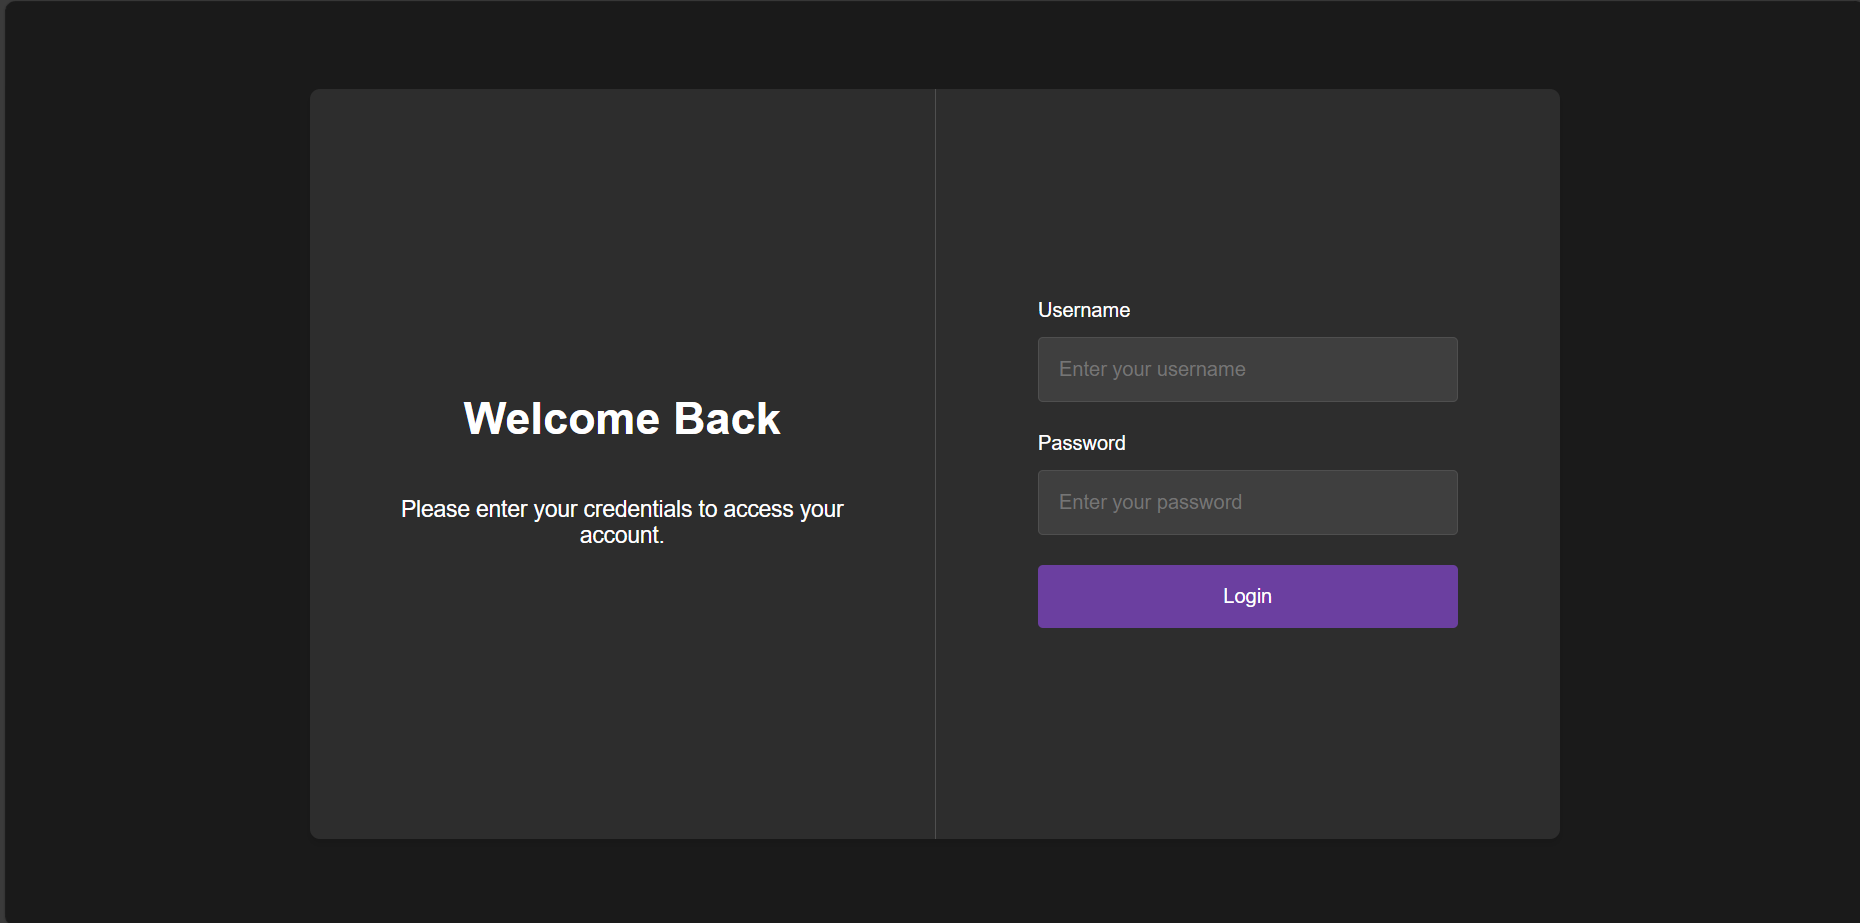 Welcome Back
Please enter your credentials to access your
account.
Username
Enter your username
Password
Enter your password
Login